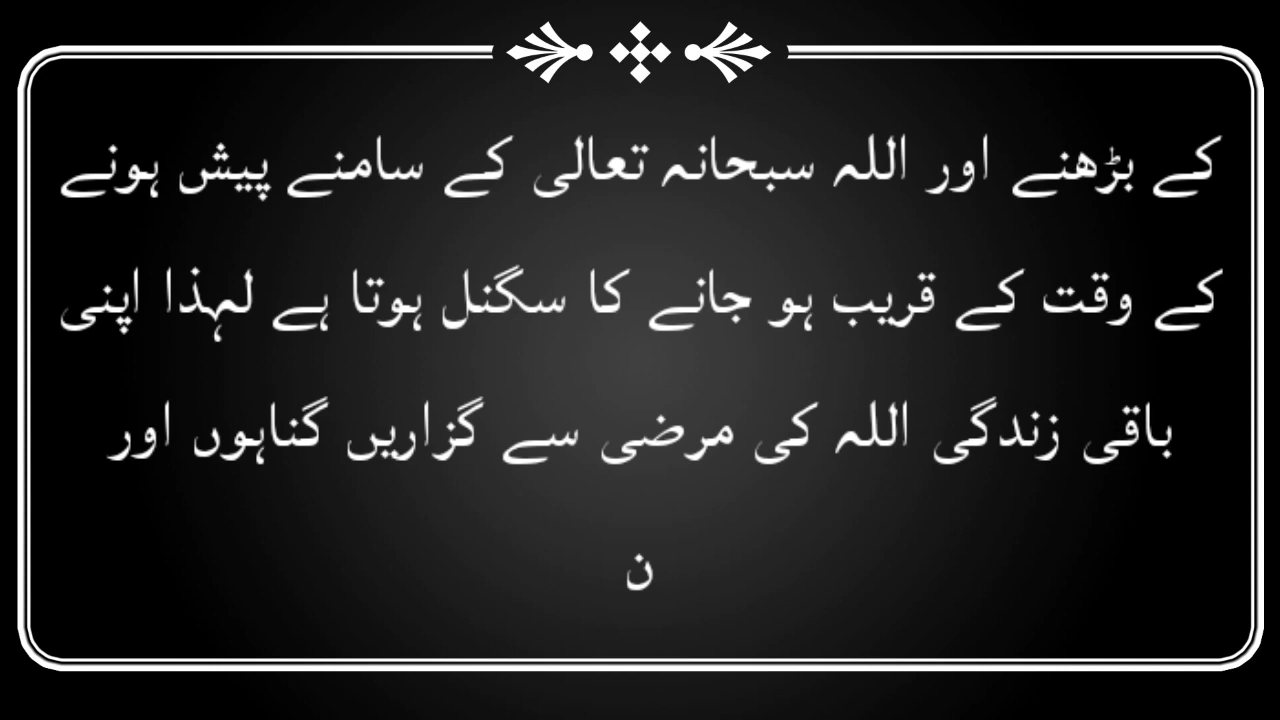 کے بڑھنے اور اللہ سبحانہ تعالی کے سامنے پیش ہونے
کے وقت کے قریب ہو جانے کا سگنل ہوتا ہے لہذا اپنی
باقی زندگی اللہ کی مرضی سے گزاریں گناہوں اور
ن